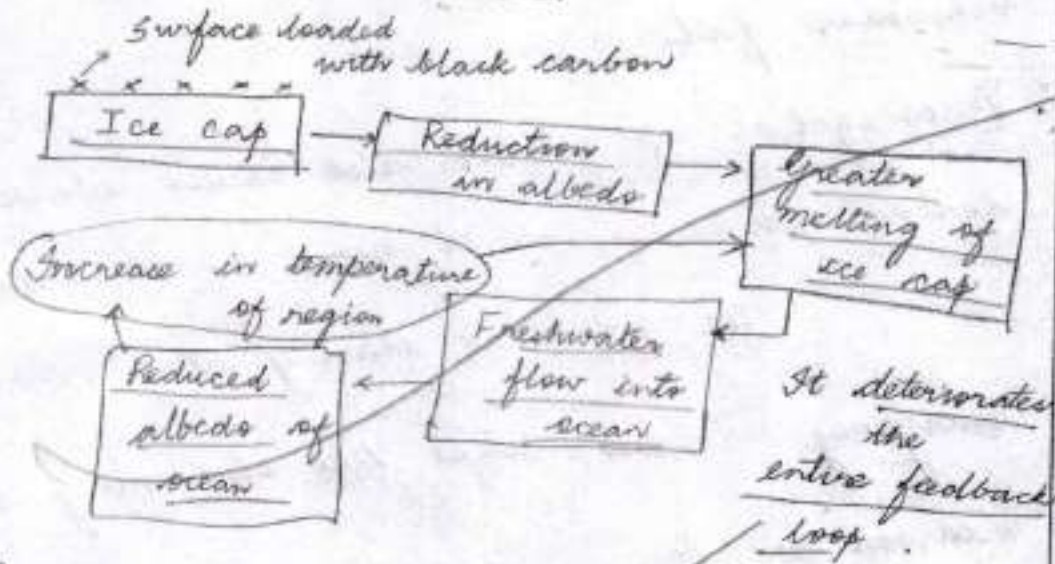 surface loaded
with black carbon
Ice cap
Reduction
in albedo
Greater
melting of
ice cap
Increase in temperature
of region
Freshwater
flow into
ocean
Reduced
albedo of
ocean
It deteriorates
the
entire feedback
loop.